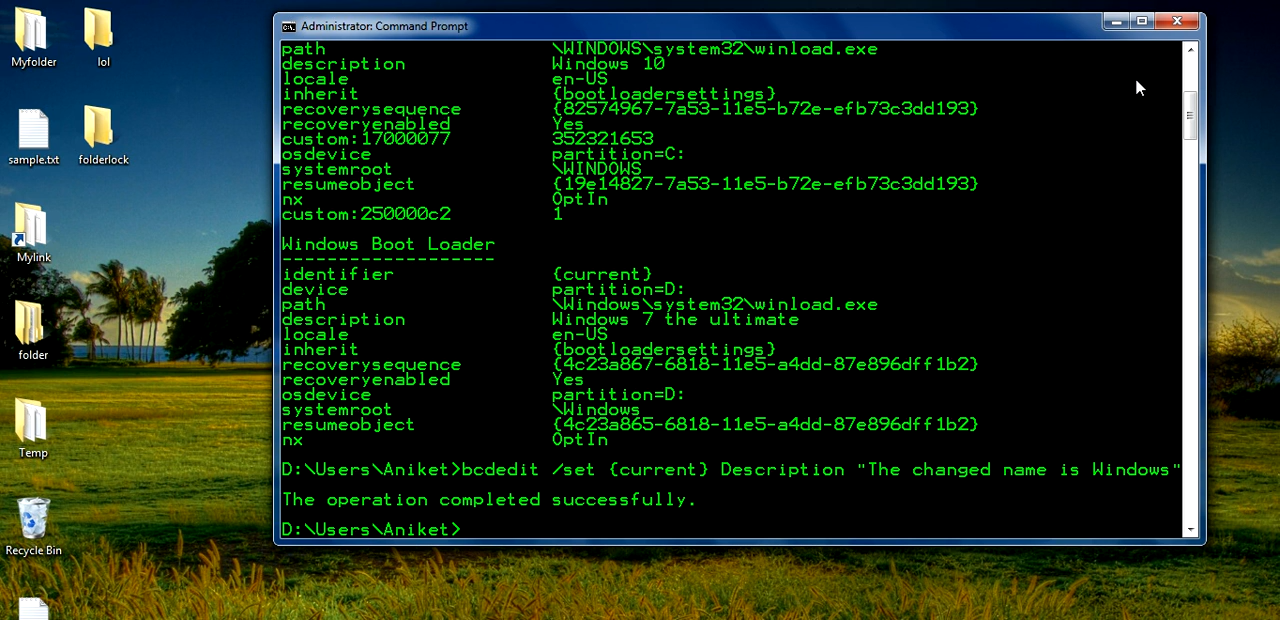 Myfolder
lol
sample.txt
folderlock
Mylink
folder
Temp
Recycle Bin
Administrator: Command Prompt
path \WINDOWS\system32\winload.exe
description Windows 10
locale en-US
inherit {bootloadersettings}
recoverysequence {82574967-7a53-11e5-b72e-efb73c3dd193}
recoveryenabled Yes
custom:17000077 352321653
osdevice partition=C:
systemroot \WINDOWS
resumeobject {19e14827-7a53-11e5-b72e-efb73c3dd193}
nx OptIn
custom:250000c2 1
Windows Boot Loader
-------------------
identifier {current}
device partition=D:
path \Windows\system32\winload.exe
description Windows 7 the ultimate
locale en-US
inherit {bootloadersettings}
recoverysequence {4c23a867-6818-11e5-a4dd-87e896dff1b2}
recoveryenabled Yes
osdevice partition=D:
systemroot \Windows
resumeobject {4c23a865-6818-11e5-a4dd-87e896dff1b2}
nx OptIn
D:\Users\Aniket>bcdedit /set {current} Description "The changed name is Windows"
The operation completed successfully.
D:\Users\Aniket>